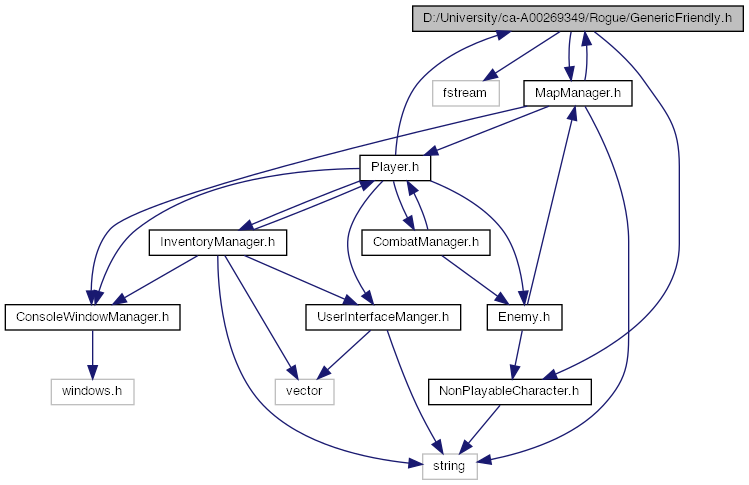 D:/University/ca-A00269349/Rogue/GenericFriendly.h
fstream
MapManager.h
Player.h
InventoryManager.h
CombatManager.h
ConsoleWindowManager.h
UserInterfaceManger.h
Enemy.h
windows.h
vector
NonPlayableCharacter.h
string